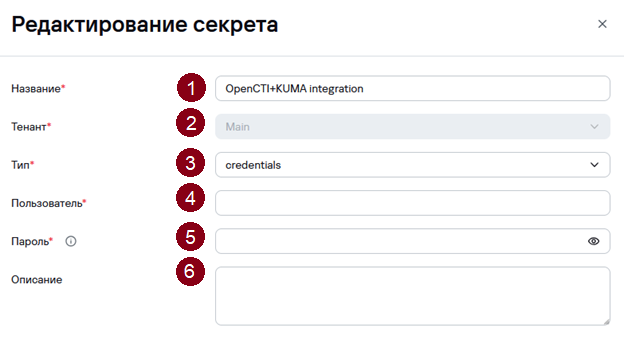 Редактирование секрета
Название* 1 OpenCTI+KUMA integration
Тенант* 2 Main
Тип* 3 credentials
Пользователь* 4
Пароль* 5
Описание 6